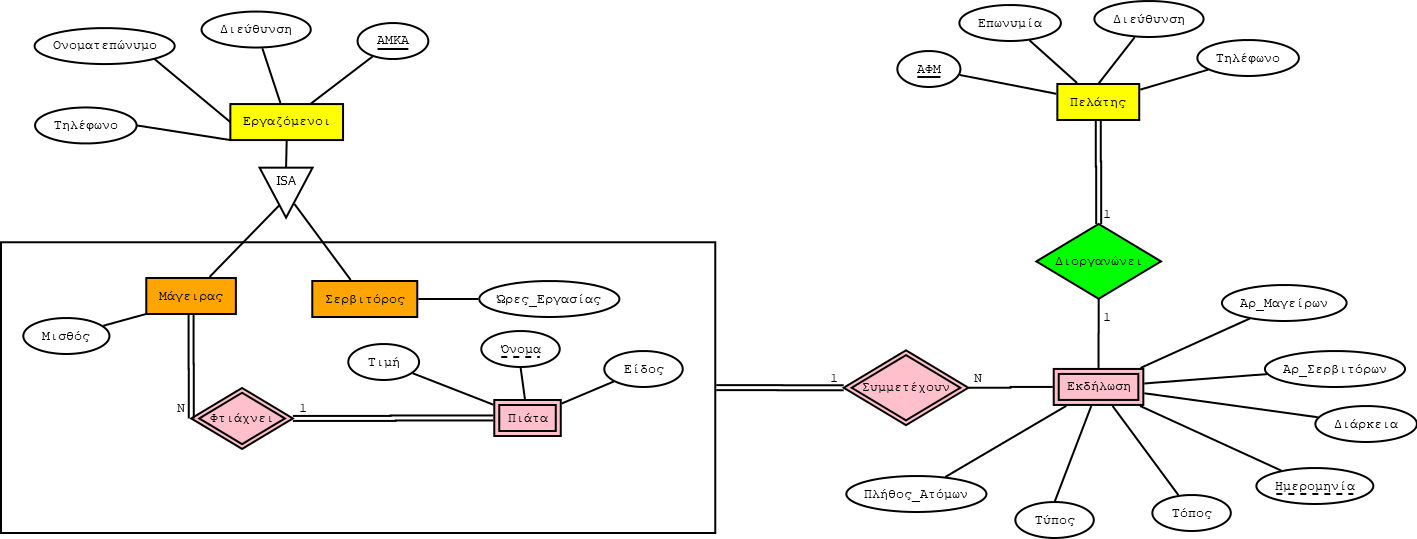 Ονοματεπώνυμο
Διεύθυνση
ΑΜΚΑ
Τηλέφωνο
Εργαζόμενοι
ISA
Μάγειρας
Σερβιτόρος
Ώρες_Εργασίας
Μισθός
Τιμή
Όνομα
Είδος
N
Φτιάχνει
1
Πιάτα
Επωνυμία
Διεύθυνση
ΑΦΜ
Τηλέφωνο
Πελάτης
1
Διοργανώνει
1
1
Συμμετέχουν
N
Εκδήλωση
Αρ_Μαγείρων
Αρ_Σερβιτόρων
Διάρκεια
Ημερομηνία
Πλήθος_Ατόμων
Τύπος
Τόπος